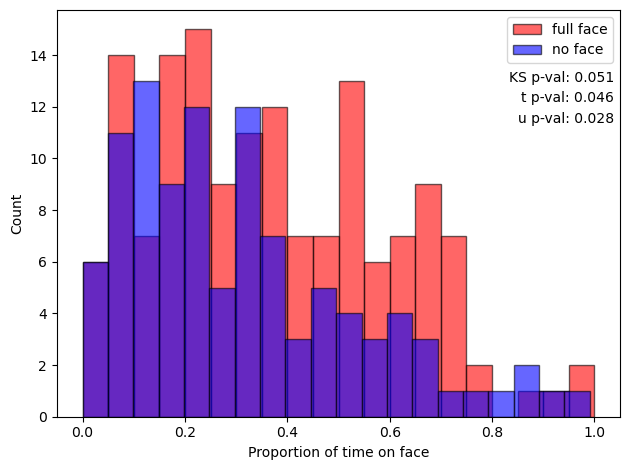 full face
no face
KS p-val: 0.051
t p-val: 0.046
u p-val: 0.028
Count
14
12
10
8
6
4
2
0
0.0 0.2 0.4 0.6 0.8 1.0
Proportion of time on face